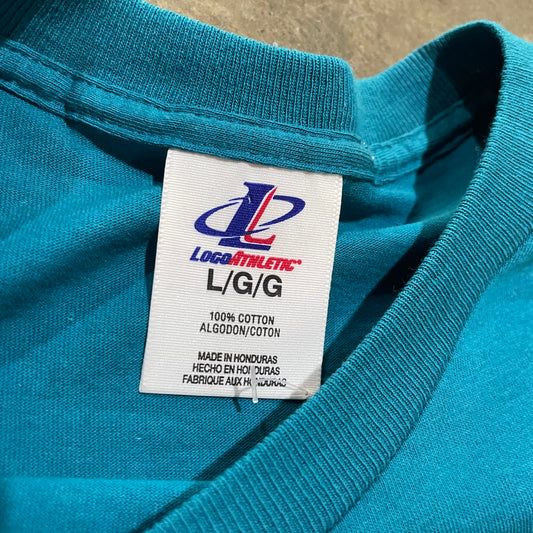 LOGOATHLETIC
L/G/G
100% COTTON
ALGODON/COTON
MADE IN HONDURAS
HECHO EN HONDURAS
FABRIQUE AUX HONDURAS